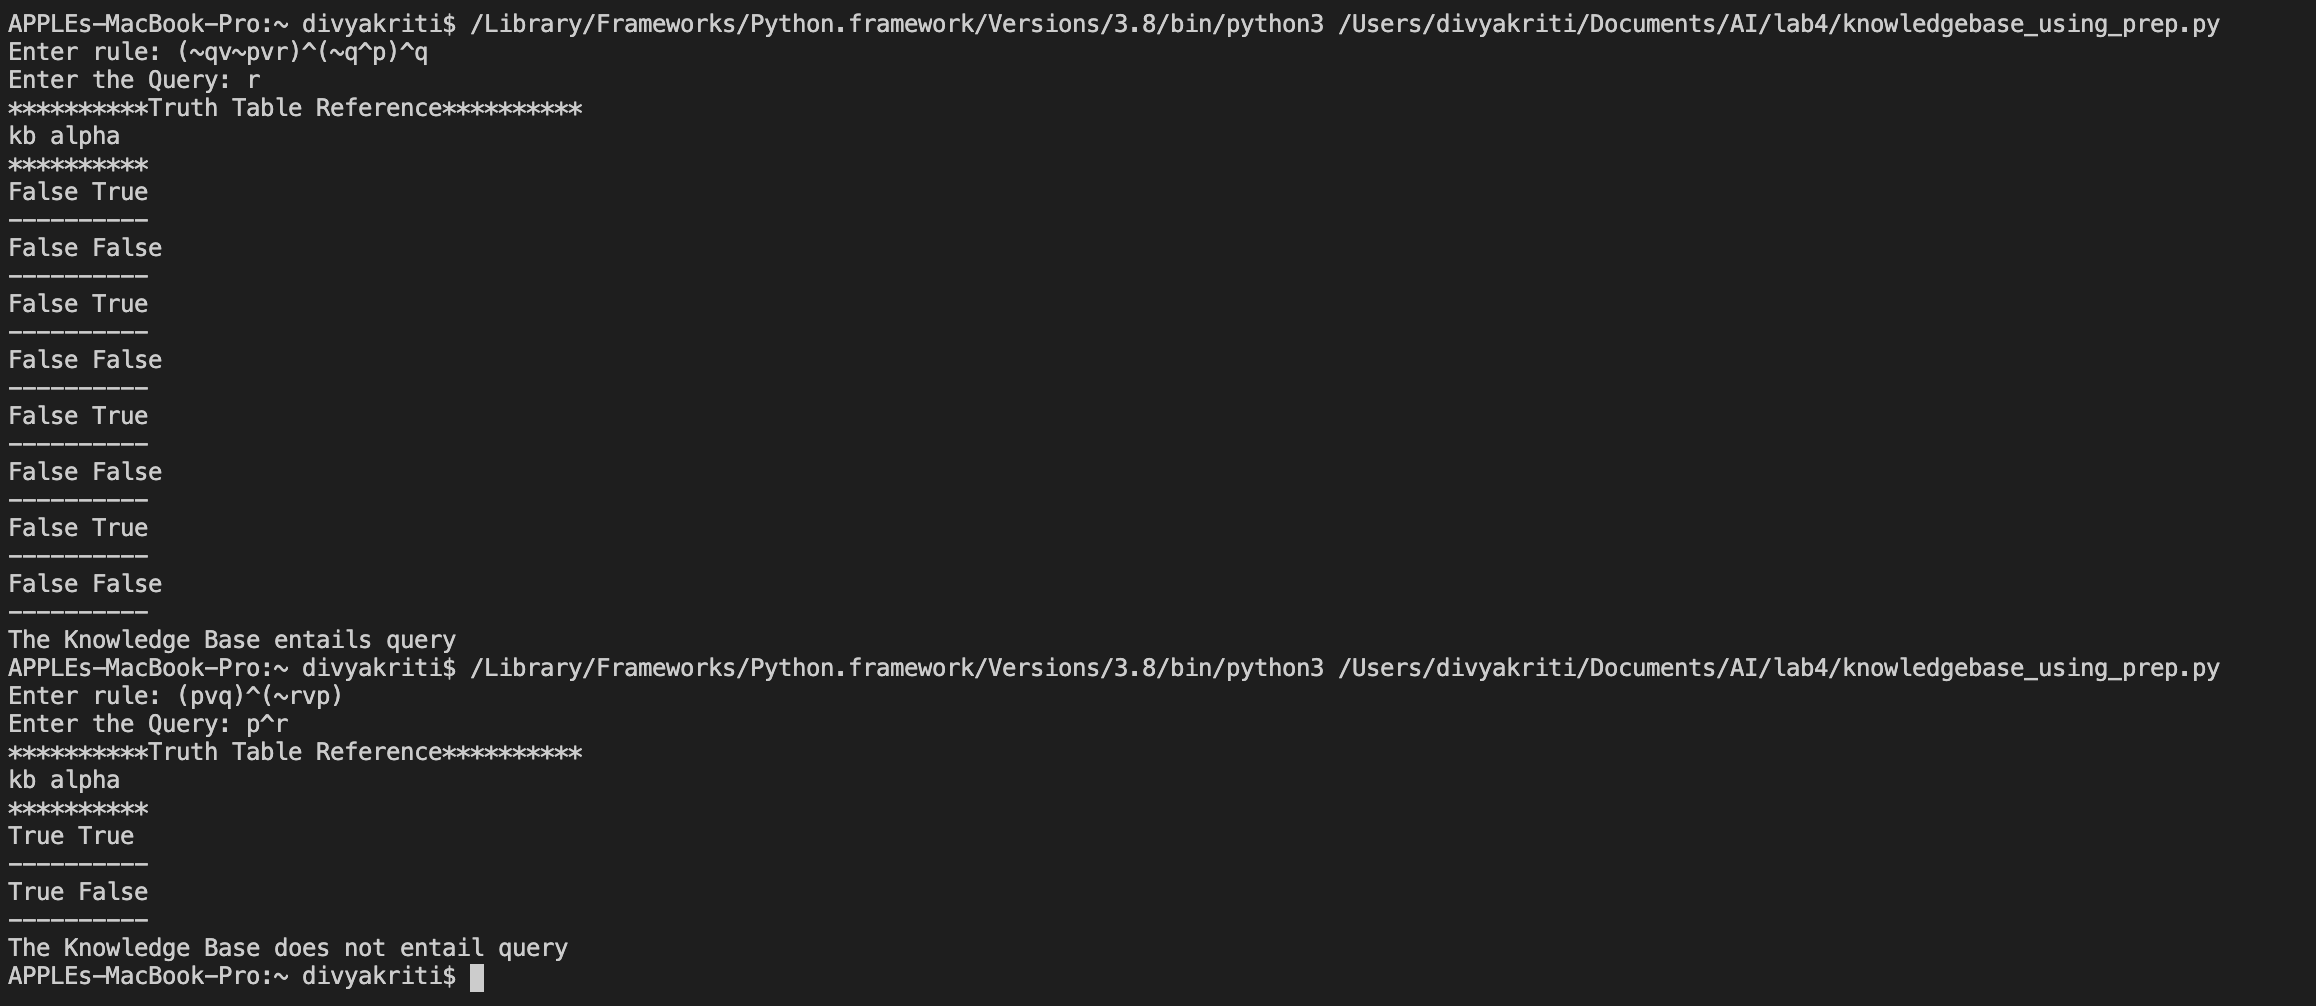 APPLEs-MacBook-Pro:~ divyakriti$ /Library/Frameworks/Python.framework/Versions/3.8/bin/python3 /Users/divyakriti/Documents/AI/lab4/knowledgebase_using_prep.py
Enter rule: (~qv~pvr)^(~q^p)^q
Enter the Query: r
**********Truth Table Reference**********
kb alpha
**********
False True
----------
False False
----------
False True
----------
False False
----------
False True
----------
False False
----------
False True
----------
False False
----------
The Knowledge Base entails query
APPLEs-MacBook-Pro:~ divyakriti$ /Library/Frameworks/Python.framework/Versions/3.8/bin/python3 /Users/divyakriti/Documents/AI/lab4/knowledgebase_using_prep.py
Enter rule: (pvq)^(~rvp)
Enter the Query: p^r
**********Truth Table Reference**********
kb alpha
**********
True True
----------
True False
----------
The Knowledge Base does not entail query
APPLEs-MacBook-Pro:~ divyakriti$